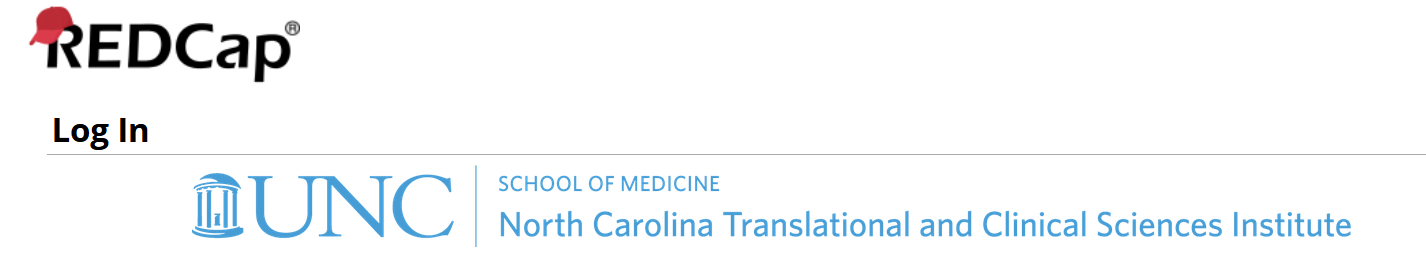 REDCap®
Log In
UNC
SCHOOL OF MEDICINE
North Carolina Translational and Clinical Sciences Institute